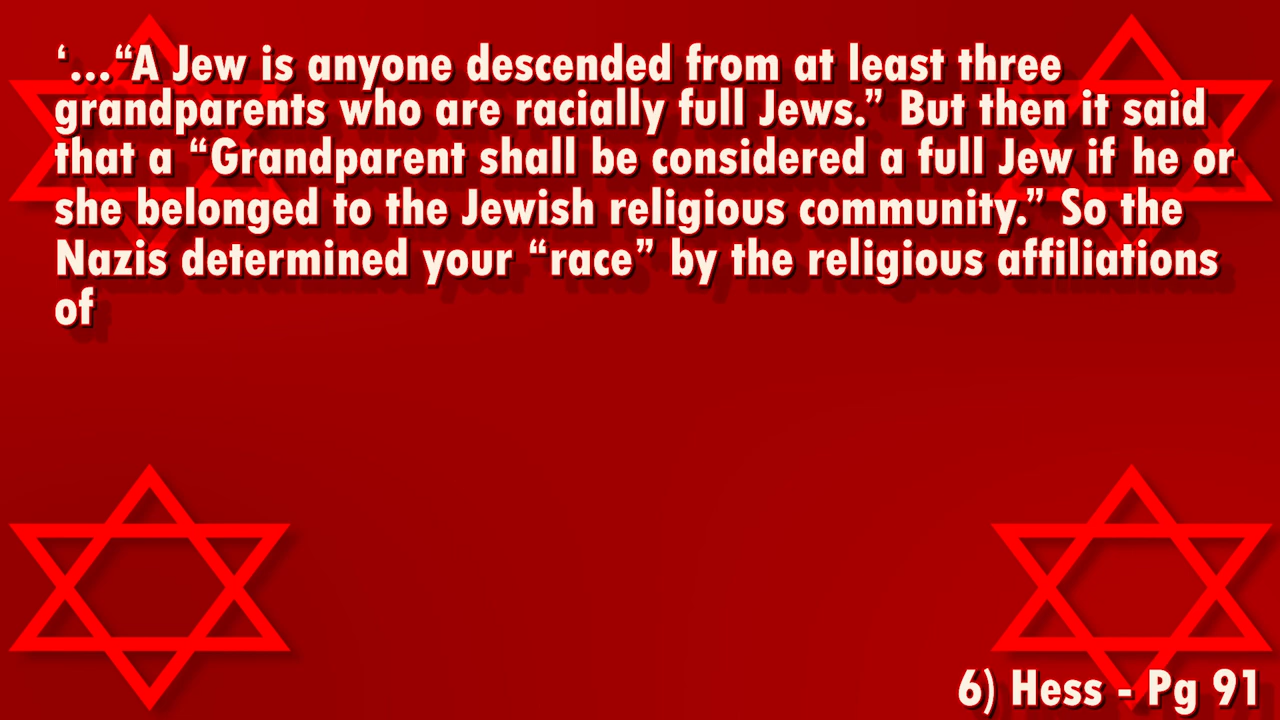 ‘...“A Jew is anyone descended from at least three
grandparents who are racially full Jews.” But then it said
that a “Grandparent shall be considered a full Jew if he or
she belonged to the Jewish religious community.” So the
Nazis determined your “race” by the religious affiliations
of
6) Hess - Pg 91